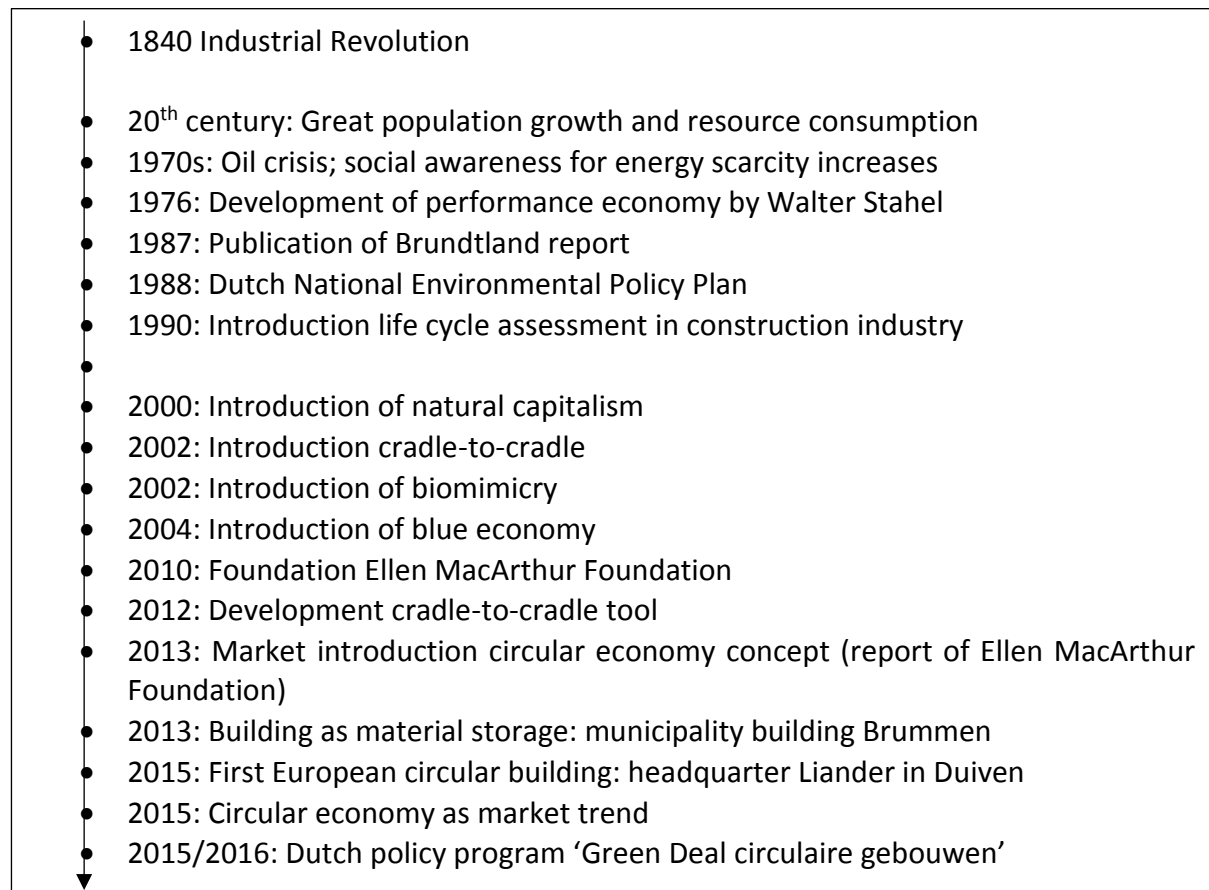 • 1840 Industrial Revolution
• 20th century: Great population growth and resource consumption
• 1970s: Oil crisis; social awareness for energy scarcity increases
• 1976: Development of performance economy by Walter Stahel
• 1987: Publication of Brundtland report
• 1988: Dutch National Environmental Policy Plan
• 1990: Introduction life cycle assessment in construction industry
•
• 2000: Introduction of natural capitalism
• 2002: Introduction cradle-to-cradle
• 2002: Introduction of biomimicry
• 2004: Introduction of blue economy
• 2010: Foundation Ellen MacArthur Foundation
• 2012: Development cradle-to-cradle tool
• 2013: Market introduction circular economy concept (report of Ellen MacArthur
Foundation)
• 2013: Building as material storage: municipality building Brummen
• 2015: First European circular building: headquarter Liander in Duiven
• 2015: Circular economy as market trend
• 2015/2016: Dutch policy program ‘Green Deal circulaire gebouwen’